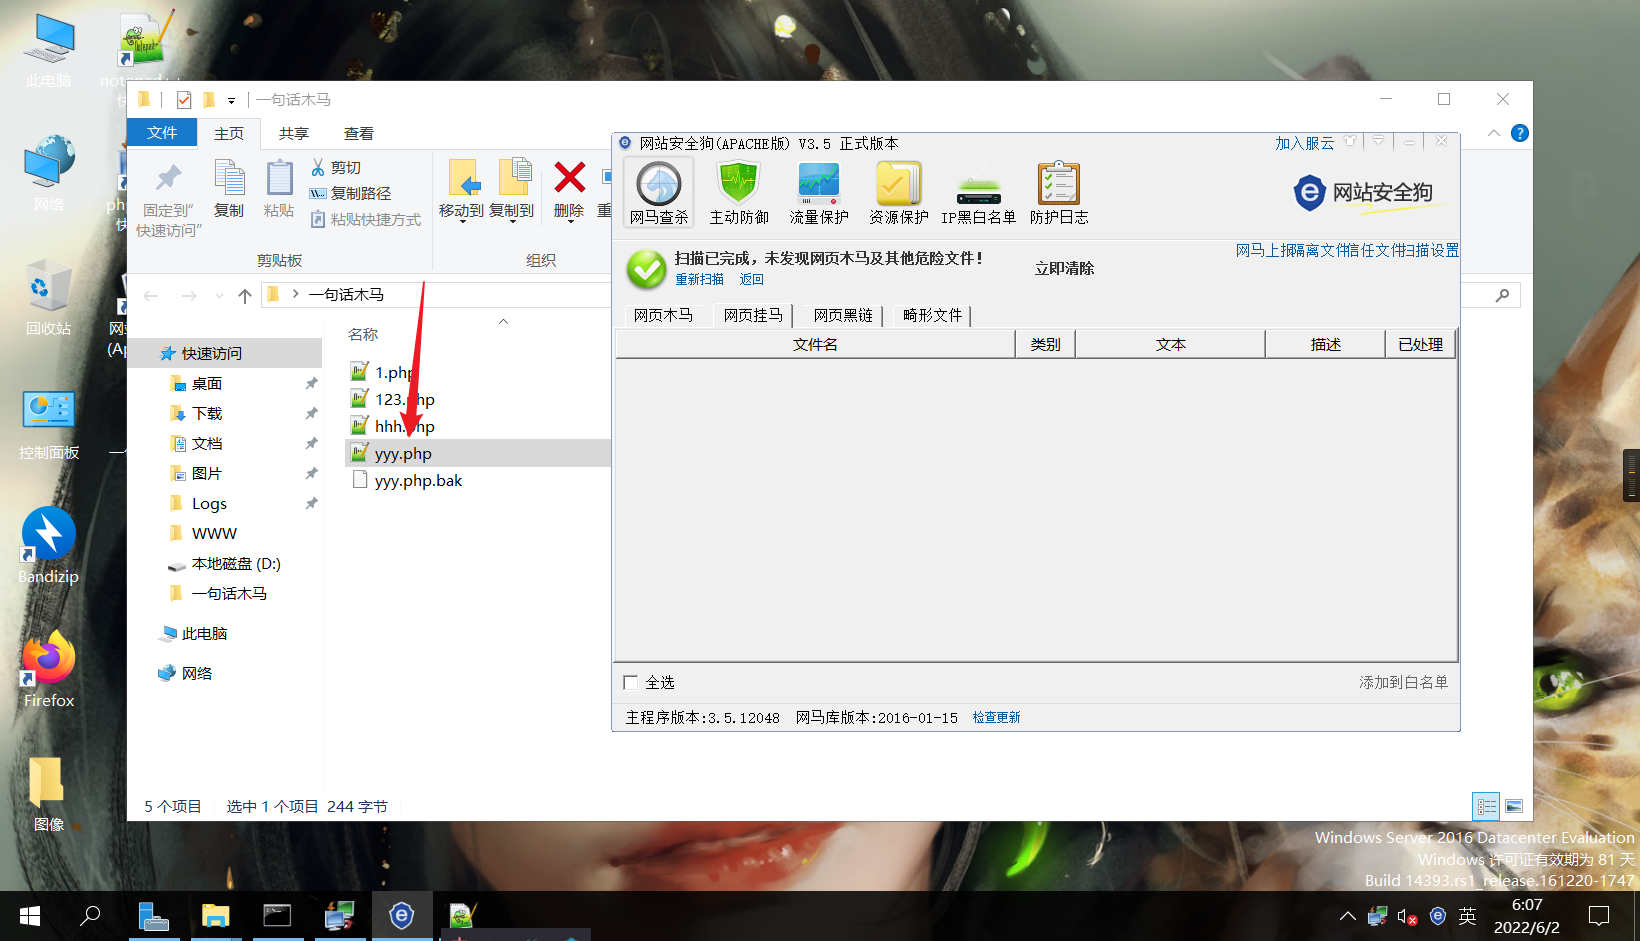 此电脑
网络
回收站
控制面板
Bandizip
Firefox
图像
一句话木马
文件
主页
共享
查看
固定到"
快速访问"
复制
粘贴
剪切
复制路径
粘贴快捷方式
剪贴板
移动到
复制到
删除
重
组织
一句话木马
快速访问
桌面
下载
文档
图片
Logs
WWW
本地磁盘 (D:)
一句话木马
此电脑
网络
名称
1.php
123.php
hhh.php
yyy.php
yyy.php.bak
5 个项目
选中 1 个项目 244 字节
网站安全狗(APACHE版) V3.5 正式版本
加入服云
网马查杀
主动防御
流量保护
资源保护
IP黑白名单
防护日志
网站安全狗
扫描已完成，未发现网页木马及其他危险文件！
重新扫描
返回
立即清除
网马上报
隔离文件
信任文件
扫描设置
网页木马
网页挂马
网页黑链
畸形文件
文件名
类别
文本
描述
已处理
全选
添加到白名单
主程序版本:3.5.12048
网马库版本:2016-01-15
检查更新
Windows Server 2016 Datacenter Evaluation
Windows 许可证有效期为 81 天
Build 14393.rs1_release.161220-1747
英
6:07
2022/6/2